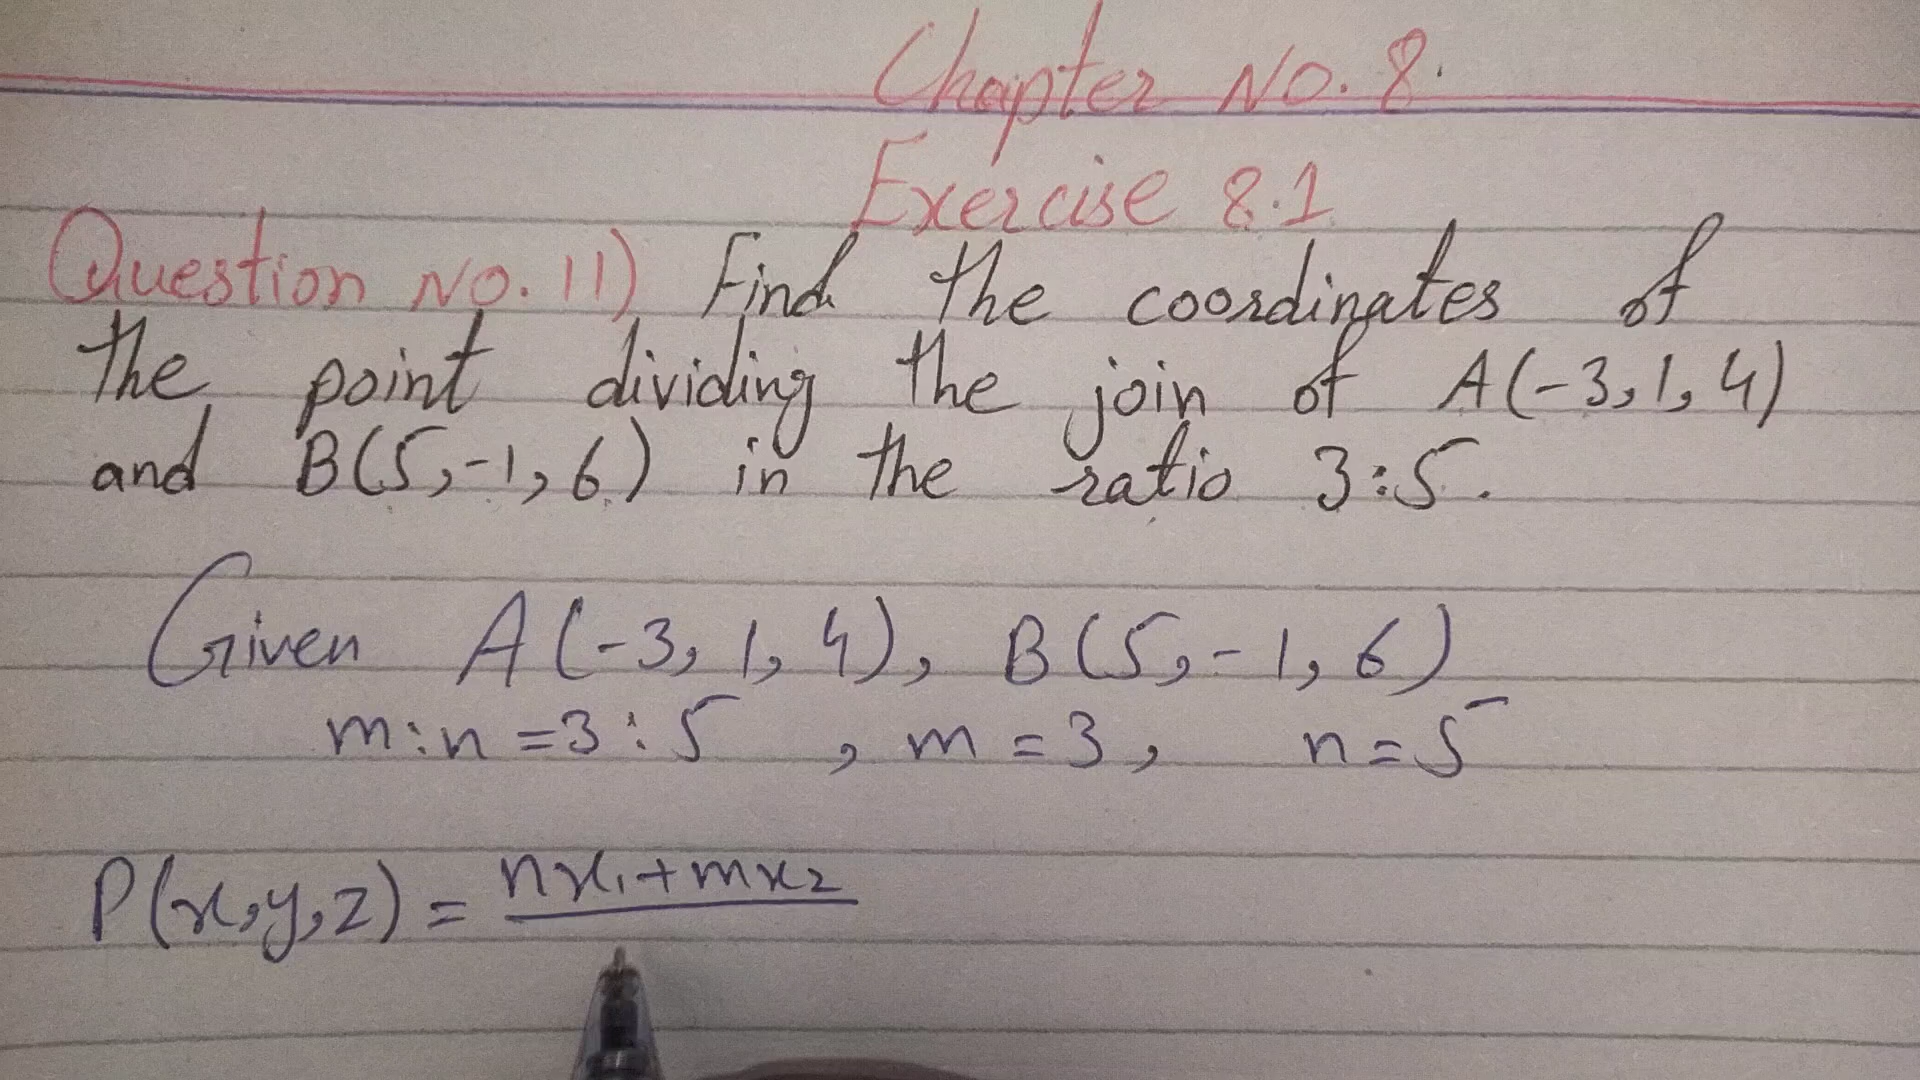 Chapter No. 8
Exercise 8.1
Question No. 11) Find the coordinates of
the point dividing the join of A(-3,1,4)
and B(5,-1,6) in the ratio 3:5.
Given A(-3,1,4), B(5,-1,6)
m:n=3:5 , m=3, n=5
P(x,y,z) = nx₁+mx₂